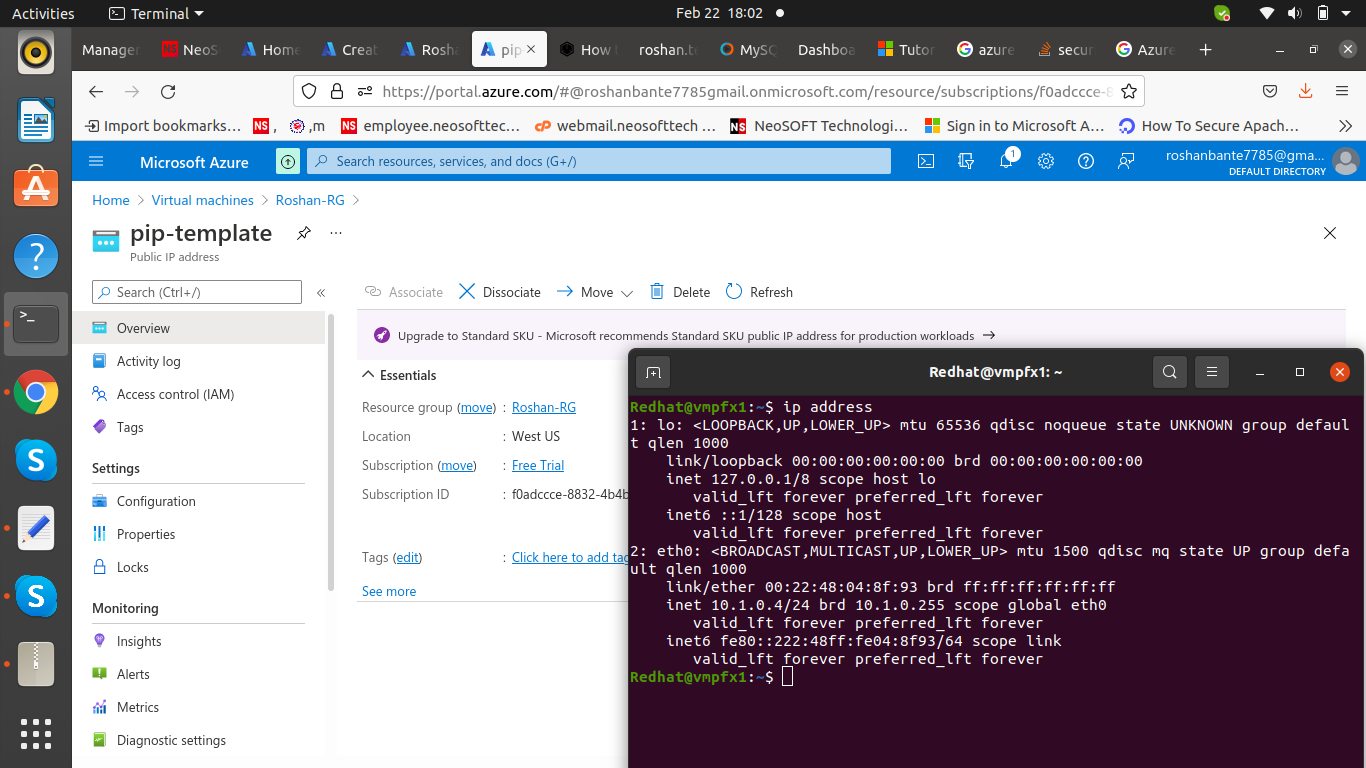 Activities
Terminal
Feb 22 18:02
Manager
NeoS
Home
Creat
Rosha
pip-
How t
roshan.te
MySQ
Dashboa
Tutor
azure
secur
Azure
https://portal.azure.com/#@roshanbante7785gmail.onmicrosoft.com/resource/subscriptions/f0adccce-8
Import bookmarks...
NS ,
,m
NS employee.neosofttec...
cP webmail.neosofttech ...
NS NeoSOFT Technologi...
Sign in to Microsoft A...
How To Secure Apach...
Microsoft Azure
Search resources, services, and docs (G+/)
1
roshanbante7785@gma...
DEFAULT DIRECTORY
Home > Virtual machines > Roshan-RG >
pip-template
...
Public IP address
Search (Ctrl+/)
«
Associate
Dissociate
Move
Delete
Refresh
Overview
Activity log
Access control (IAM)
Tags
Settings
Configuration
Properties
Locks
Monitoring
Insights
Alerts
Metrics
Diagnostic settings
Upgrade to Standard SKU - Microsoft recommends Standard SKU public IP address for production workloads →
Essentials
Resource group (move) : Roshan-RG
Location : West US
Subscription (move) : Free Trial
Subscription ID : f0adccce-8832-4b4b
Tags (edit) : Click here to add tag
See more
Redhat@vmpfx1: ~
Redhat@vmpfx1:~$ ip address
1: lo: <LOOPBACK,UP,LOWER_UP> mtu 65536 qdisc noqueue state UNKNOWN group defaul
t qlen 1000
link/loopback 00:00:00:00:00:00 brd 00:00:00:00:00:00
inet 127.0.0.1/8 scope host lo
valid_lft forever preferred_lft forever
inet6 ::1/128 scope host
valid_lft forever preferred_lft forever
2: eth0: <BROADCAST,MULTICAST,UP,LOWER_UP> mtu 1500 qdisc mq state UP group defa
ult qlen 1000
link/ether 00:22:48:04:8f:93 brd ff:ff:ff:ff:ff:ff
inet 10.1.0.4/24 brd 10.1.0.255 scope global eth0
valid_lft forever preferred_lft forever
inet6 fe80::222:48ff:fe04:8f93/64 scope link
valid_lft forever preferred_lft forever
Redhat@vmpfx1:~$